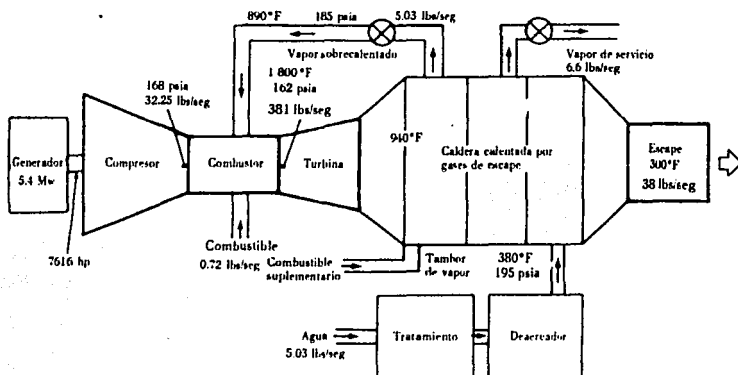 890°F 185 psia 5.03 lbs/seg
Vapor sobrecalentado
Vapor de servicio
6.6 lbs/seg
168 psia
32.25 lbs/seg
1 800°F
162 psia
381 lbs/seg
Generador
5.4 Mw
Compresor
Combustor
Turbina
940°F
Caldera calentada por
gases de escape
Escape
300°F
38 lbs/seg
7616 hp
Combustible
0.72 lbs/seg
Combustible
suplementario
Tambor
de vapor
380°F
195 psia
Agua
5.03 lbs/seg
Tratamiento
Deaereador